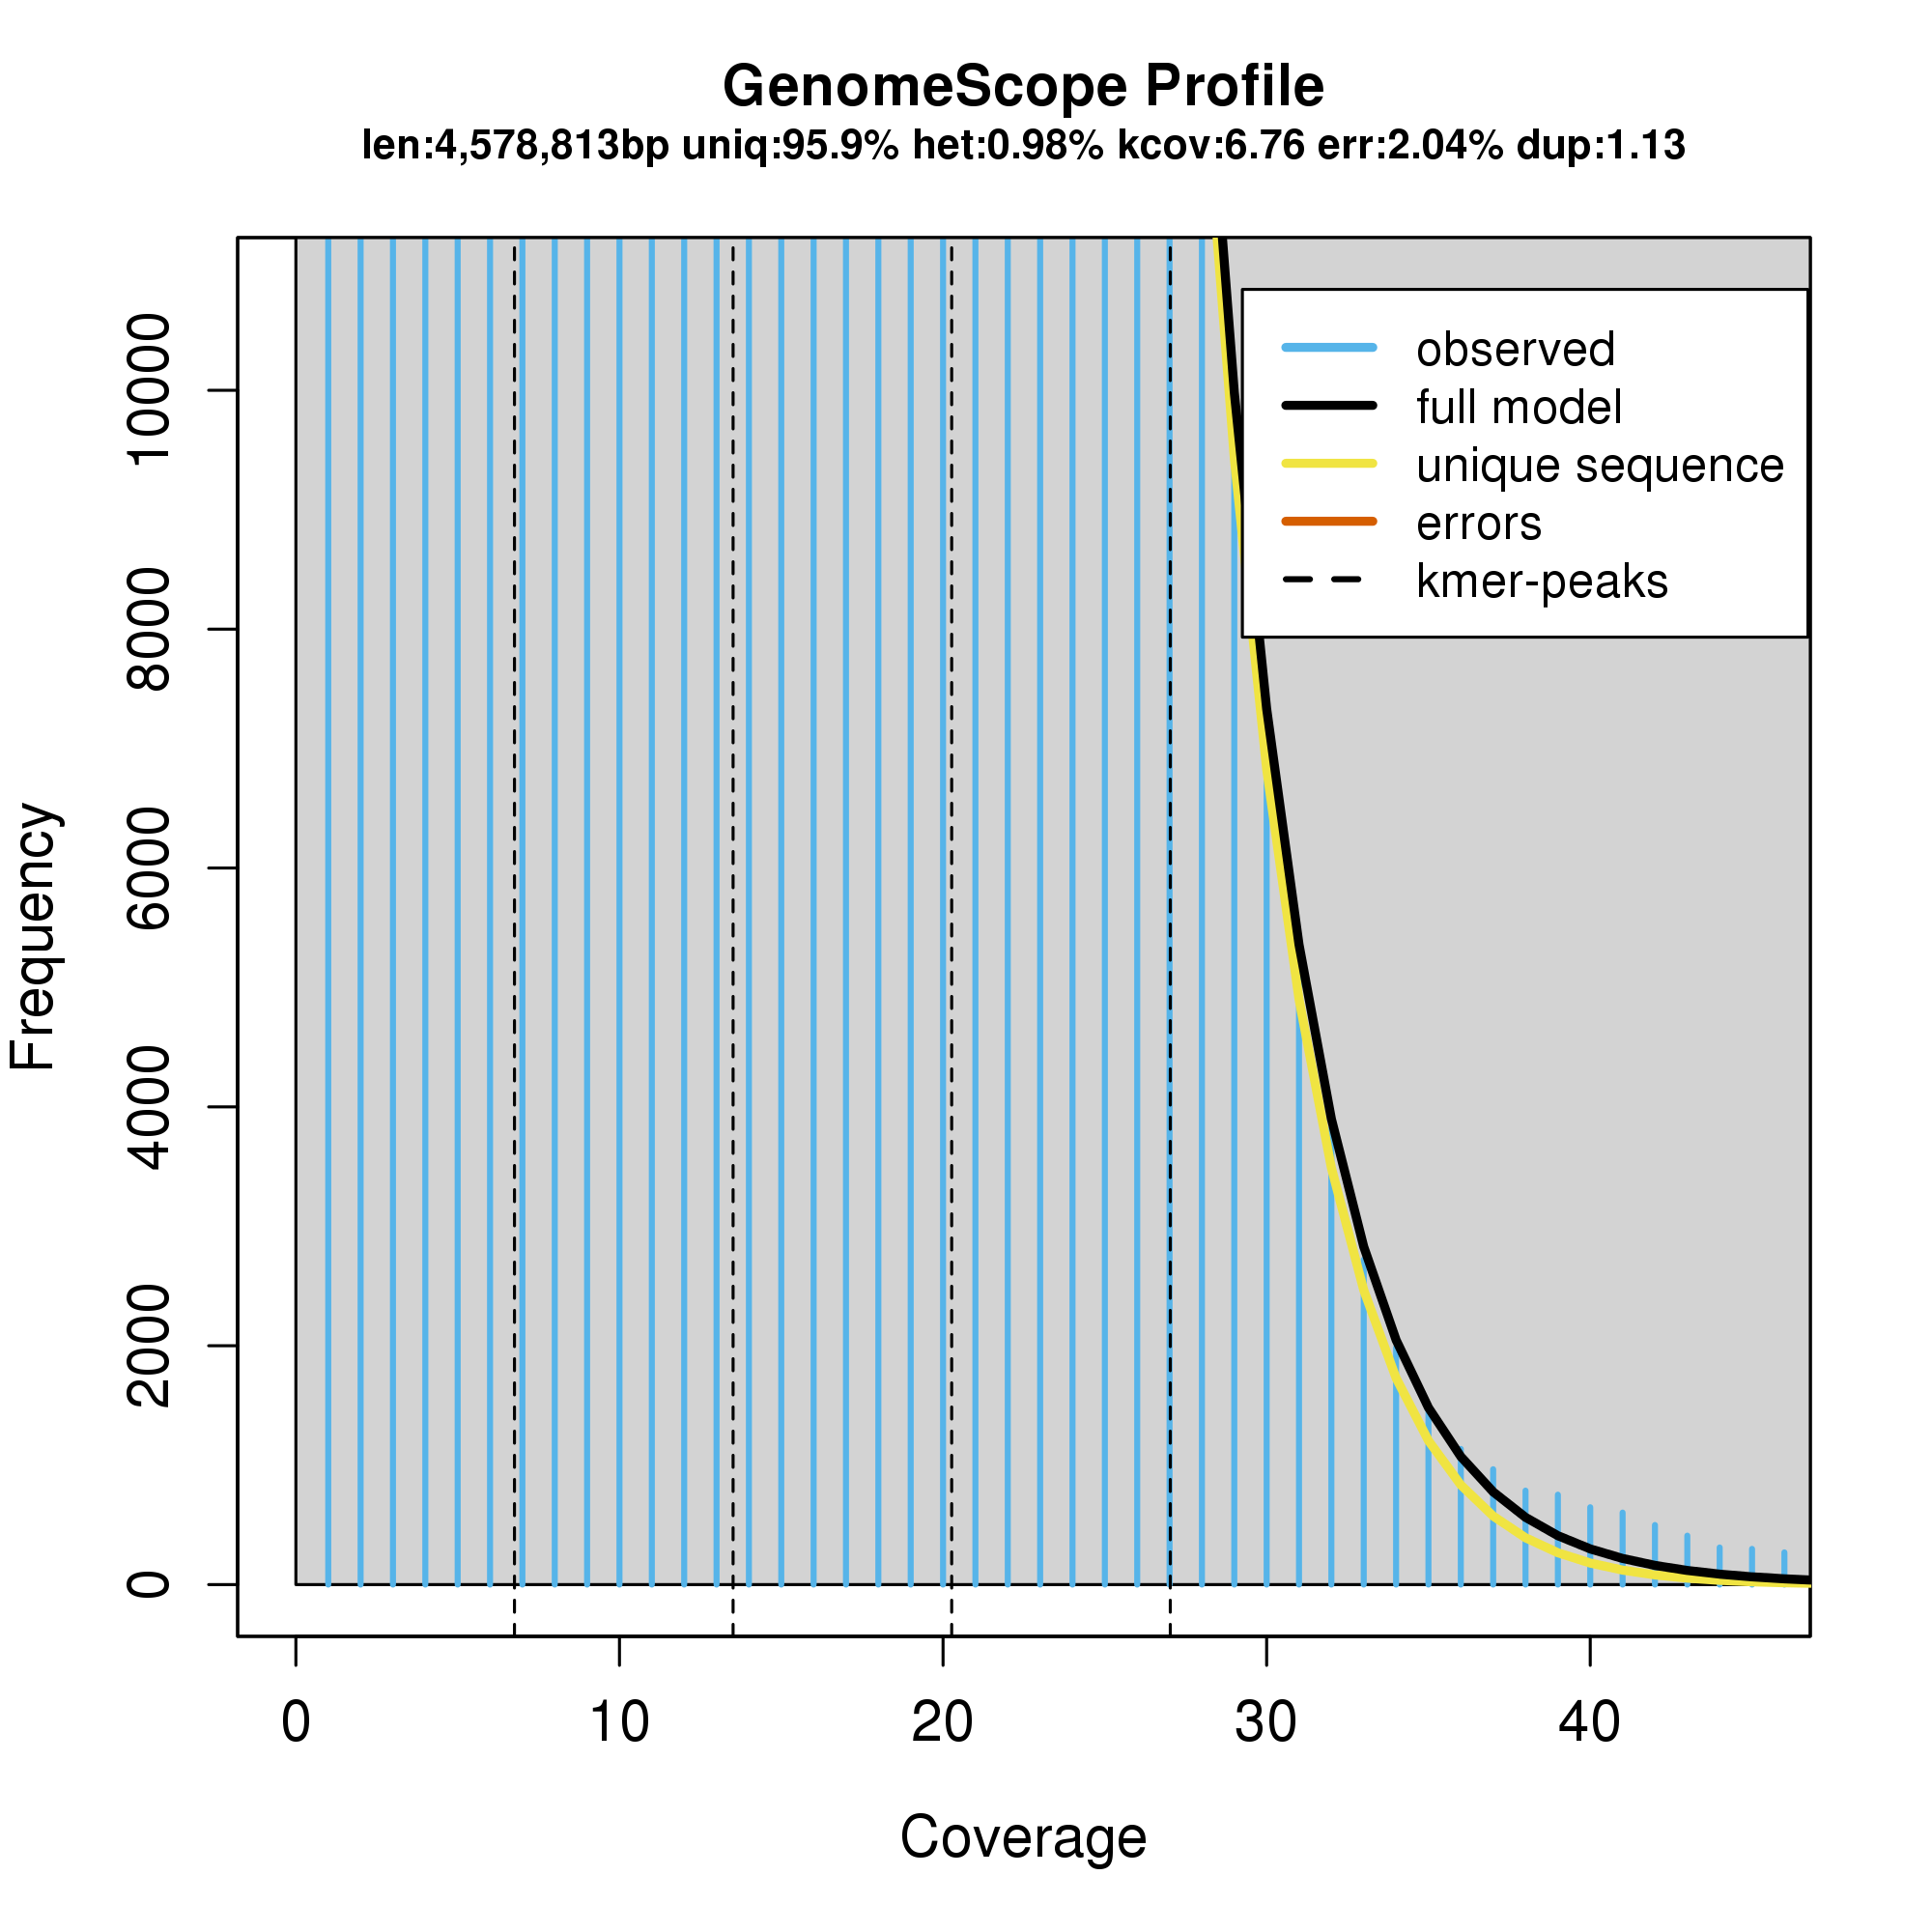 GenomeScope Profile
len:4,578,813bp uniq:95.9% het:0.98% kcov:6.76 err:2.04% dup:1.13
observed
full model
unique sequence
errors
kmer-peaks
10000
8000
6000
4000
2000
0
Frequency
0 10 20 30 40
Coverage